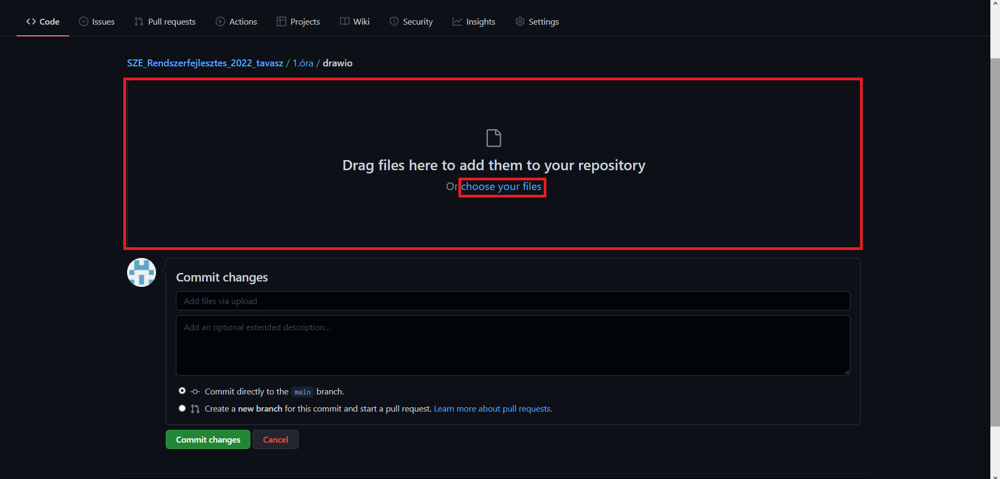 Code Issues Pull requests Actions Projects Wiki Security Insights Settings
SZE_Rendszerfejlesztes_2022_tavasz / 1.óra / drawio
Drag files here to add them to your repository
Or choose your files
Commit changes
Add files via upload
Add an optional extended description...
Commit directly to the main branch.
Create a new branch for this commit and start a pull request. Learn more about pull requests.
Commit changes Cancel